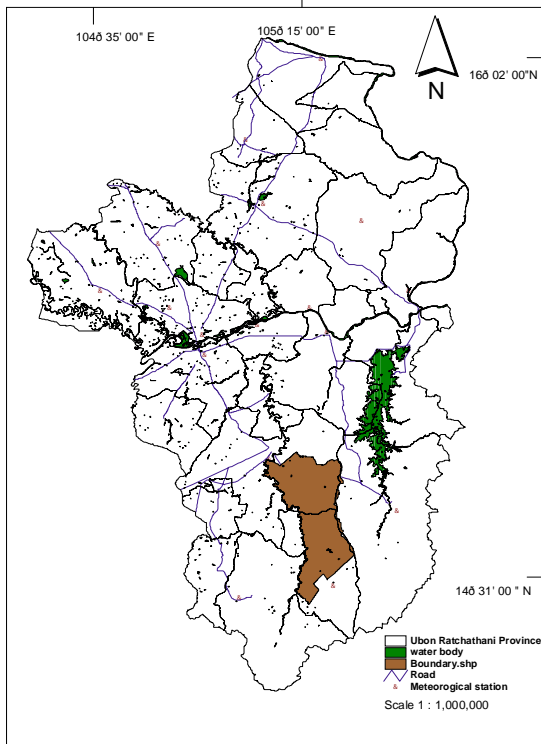 104ð 35' 00" E
105ð 15' 00" E
16ð 02' 00"N
N
14ð 31' 00 " N
Ubon Ratchathani Province
water body
Boundary.shp
Road
Meteorogical station
Scale 1 : 1,000,000